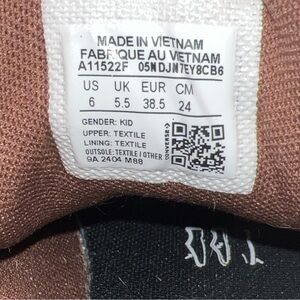 MADE IN VIETNAM
FABRIQUE AU VIETNAM
A11522F 05NDJN7EY8CB6
US UK EUR CM
6 5.5 38.5 24
GENDER: KID
UPPER: TEXTILE
LINING: TEXTILE
OUTSOLE: TEXTILE | OTHER
9A 2404 M88
CONVERSE